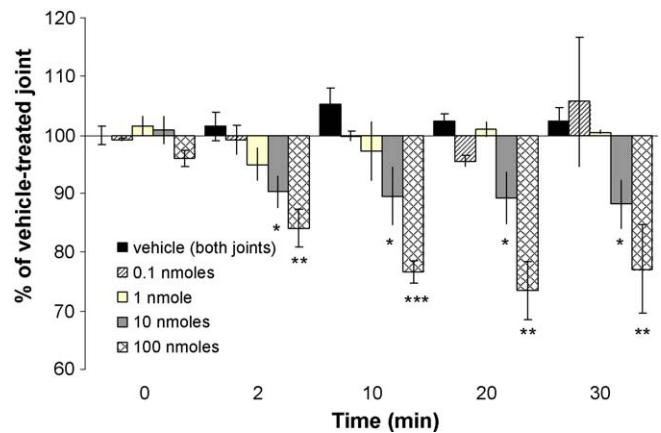 120
110
100
90
80
70
60
% of vehicle-treated joint
vehicle (both joints)
0.1 nmoles
1 nmole
10 nmoles
100 nmoles
*
**
*
***
*
**
*
**
0 2 10 20 30
Time (min)